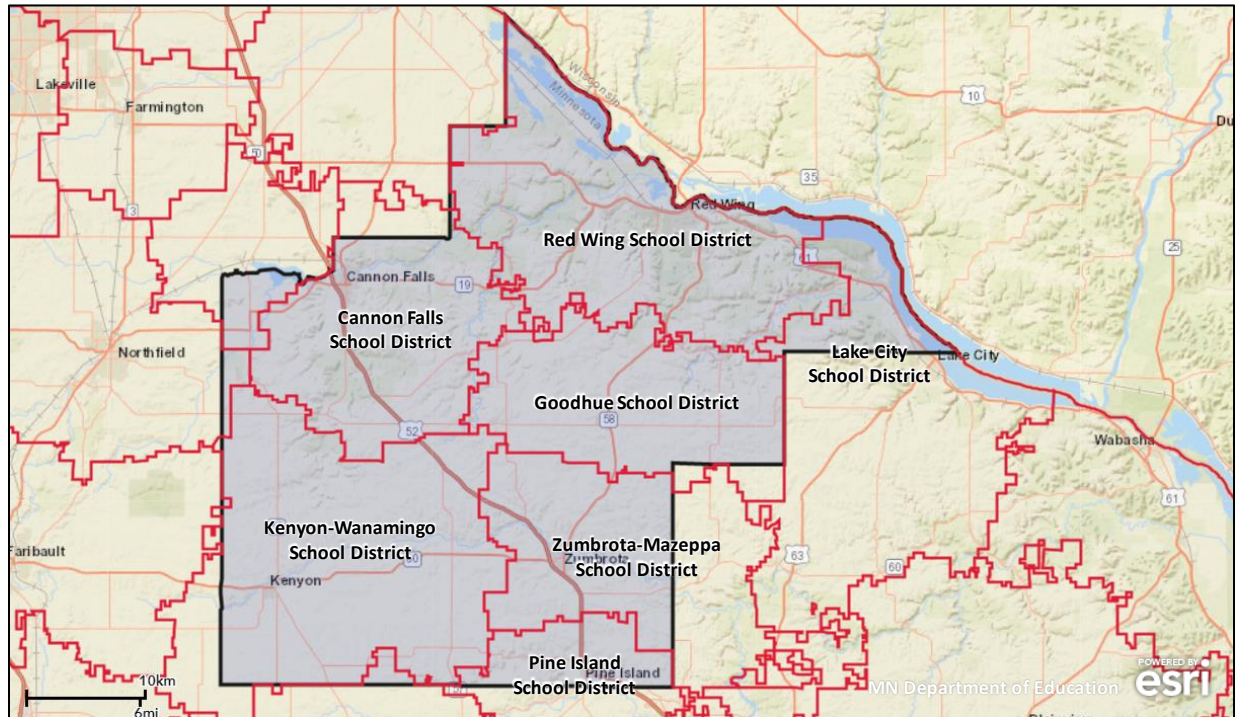 Lakeville
Farmington
50
3
Wisconsin
Minnesota
10
Du
35
Red Wing
Red Wing School District
61
25
Cannon Falls
19
Cannon Falls
School District
Northfield
Lake City
Lake City
School District
Goodhue School District
58
52
Wabasha
61
Kenyon-Wanamingo
School District
Zumbrota-Mazeppa
School District
Zumbrota
Faribault
60
63
60
Kenyon
Pine Island
School District
Pine Island
10km
6mi
MN Department of Education
POWERED BY
esri